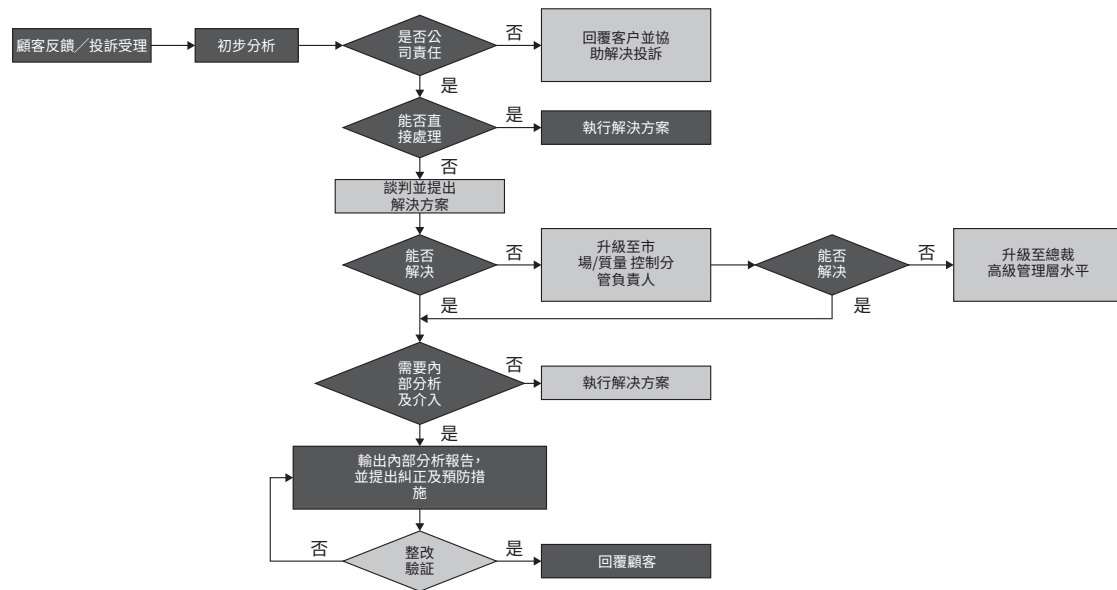 顧客反饋／投訴受理
初步分析
是否公
司責任
否
回覆客户並協
助解决投訴
是
能否直
接處理
是
執行解決方案
否
談判並提出
解決方案
能否
解決
否
升級至市
場/質量 控制分
管負責人
能否
解決
否
升級至總裁
高級管理層水平
是
是
需要內
部分析
及介入
否
執行解決方案
是
輸出內部分析報告，
並提出糾正及預防措
施
否
整改
驗証
是
回覆顧客